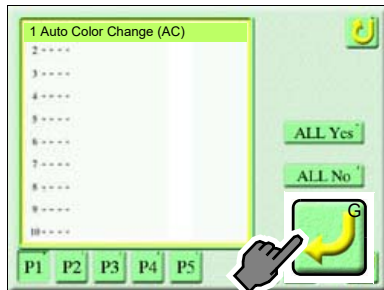 1 Auto Color Change (AC)
2 - - - -
3 - - - -
4 - - - -
5 - - - -
6 - - - -
7 - - - -
8 - - - -
9 - - - -
10 - - - -
ALL Yes
ALL No
G
P1 P2 P3 P4 P5